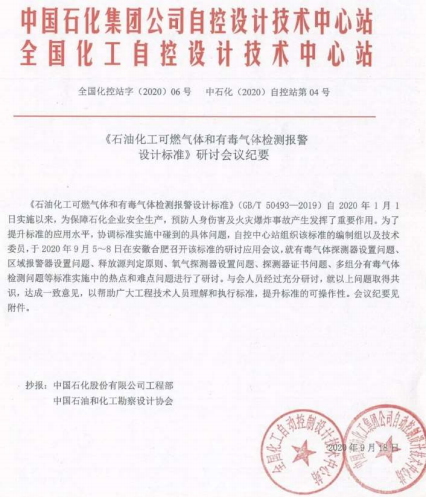 中国石化集团公司自控设计技术中心站
全国化工自控设计技术中心站
全国化控站字（2020）06 号 中石化（2020）自控站第 04 号
《石油化工可燃气体和有毒气体检测报警
设计标准》研讨会议纪要
《石油化工可燃气体和有毒气体检测报警设计标准》（GB/T 50493—2019）自 2020 年 1 月 1
日实施以来，为保障石化企业安全生产，预防人身伤害及火灾爆炸事故产生发挥了重要作用。为了
提升标准的应用水平，协调标准实施中碰到的具体问题，自控中心站组织该标准的编制组以及技术
委员，于 2020 年 9 月 5～8 日在安徽合肥召开该标准的研讨应用会议，就有毒气体探测器设置问题、
区域报警器设置问题、释放源判定原则、氧气探测器设置问题、探测器证书问题、多组分有毒气体
检测问题等标准实施中的热点和难点问题进行了研讨。与会人员经过充分研讨，就以上问题取得共
识，达成一致意见，以帮助广大工程技术人员理解和执行标准，提升标准的可操作性。会议纪要见
附件。
抄报：中国石化股份有限公司工程部
中国石油和化工勘察设计协会
全国化工自动控制设计技术中心站
2020 年 9 月 18 日